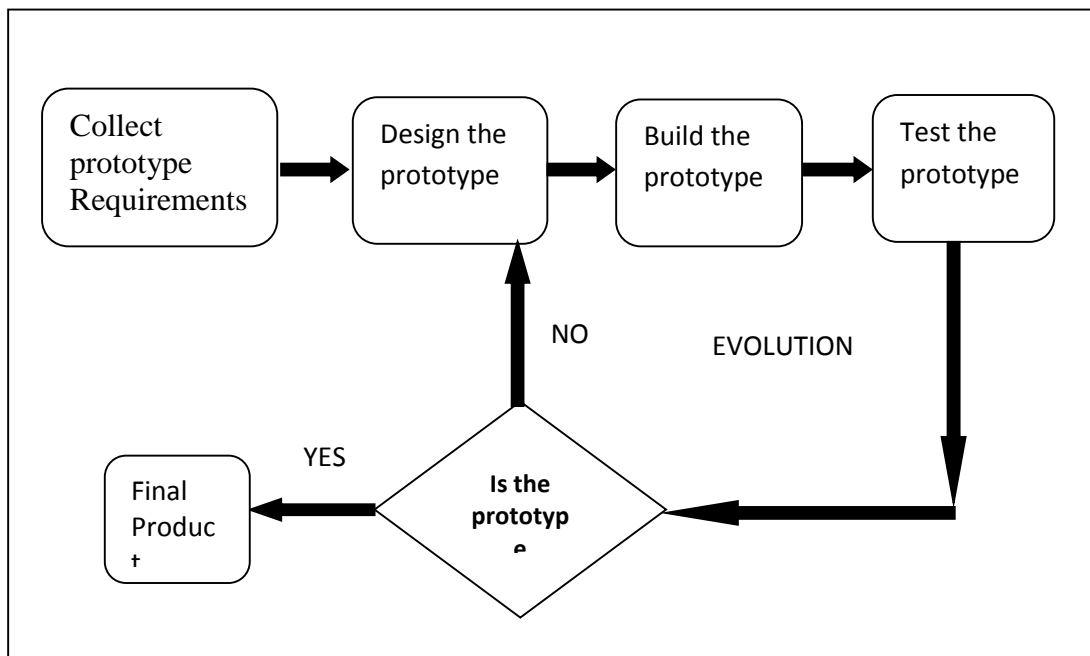 Collect
prototype
Requirements
Design the
prototype
Build the
prototype
Test the
prototype
NO
EVOLUTION
YES
Is the
prototyp
e
Final
Produc
t